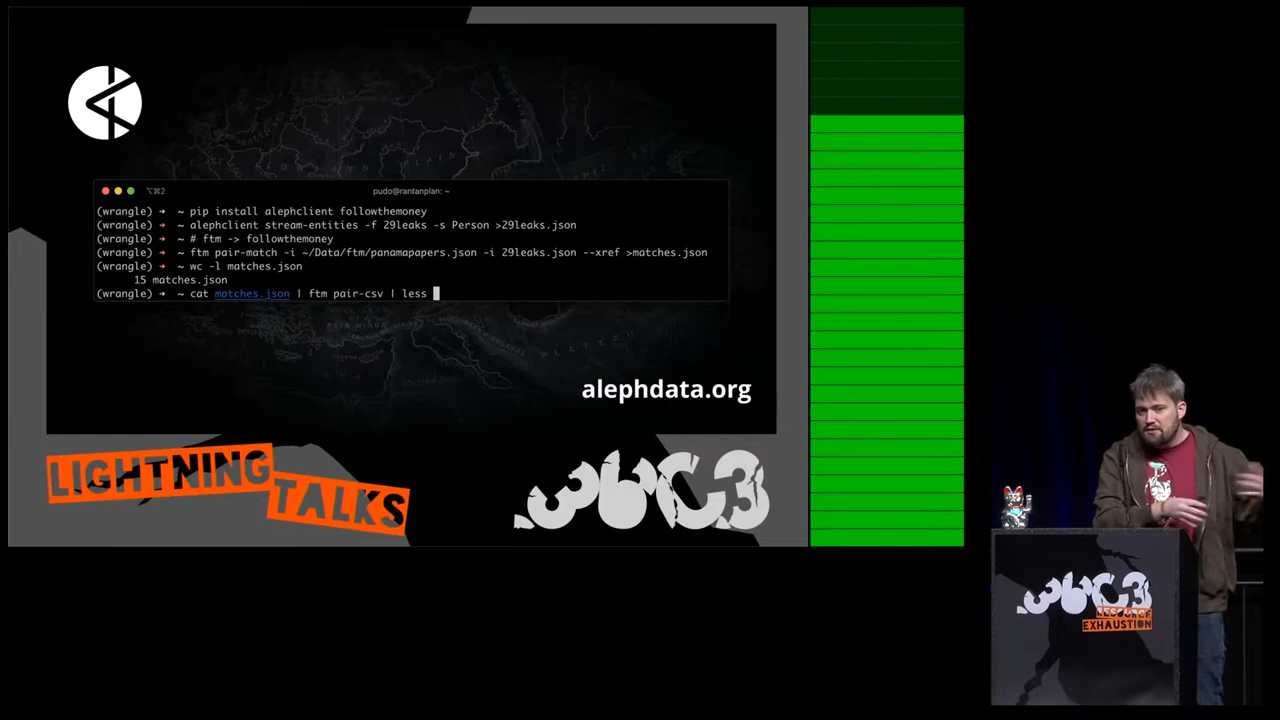 ⌥⌘2
pudo@rantanplan: ~
(wrangle) ➜ ~ pip install alephclient followthemoney
(wrangle) ➜ ~ alephclient stream-entities -f 29leaks -s Person >29leaks.json
(wrangle) ➜ ~ # ftm -> followthemoney
(wrangle) ➜ ~ ftm pair-match -i ~/Data/ftm/panamapapers.json -i 29leaks.json --xref >matches.json
(wrangle) ➜ ~ wc -l matches.json
15 matches.json
(wrangle) ➜ ~ cat matches.json | ftm pair-csv | less
alephdata.org
LIGHTNING
TALKS
36C3
36C3
RESOURCE
EXHAUSTION